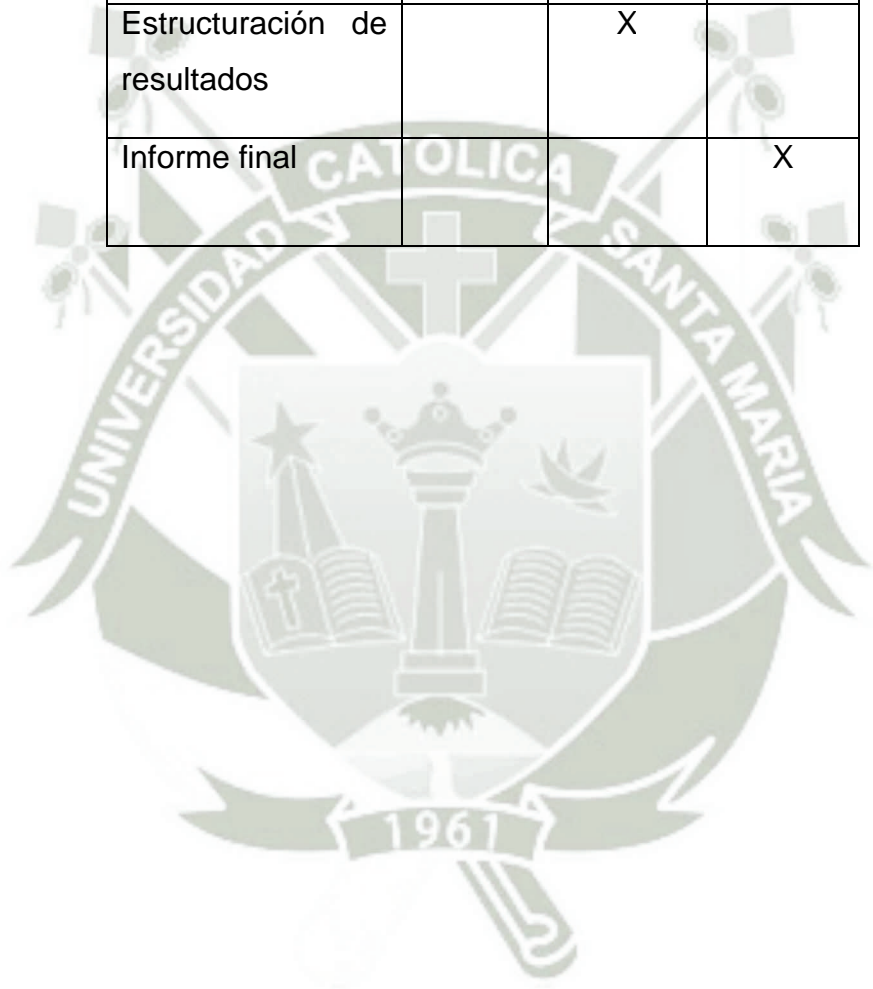 Estructuración de X
resultados
Informe final X
UNIVERSIDAD CATOLICA SANTA MARIA
1961